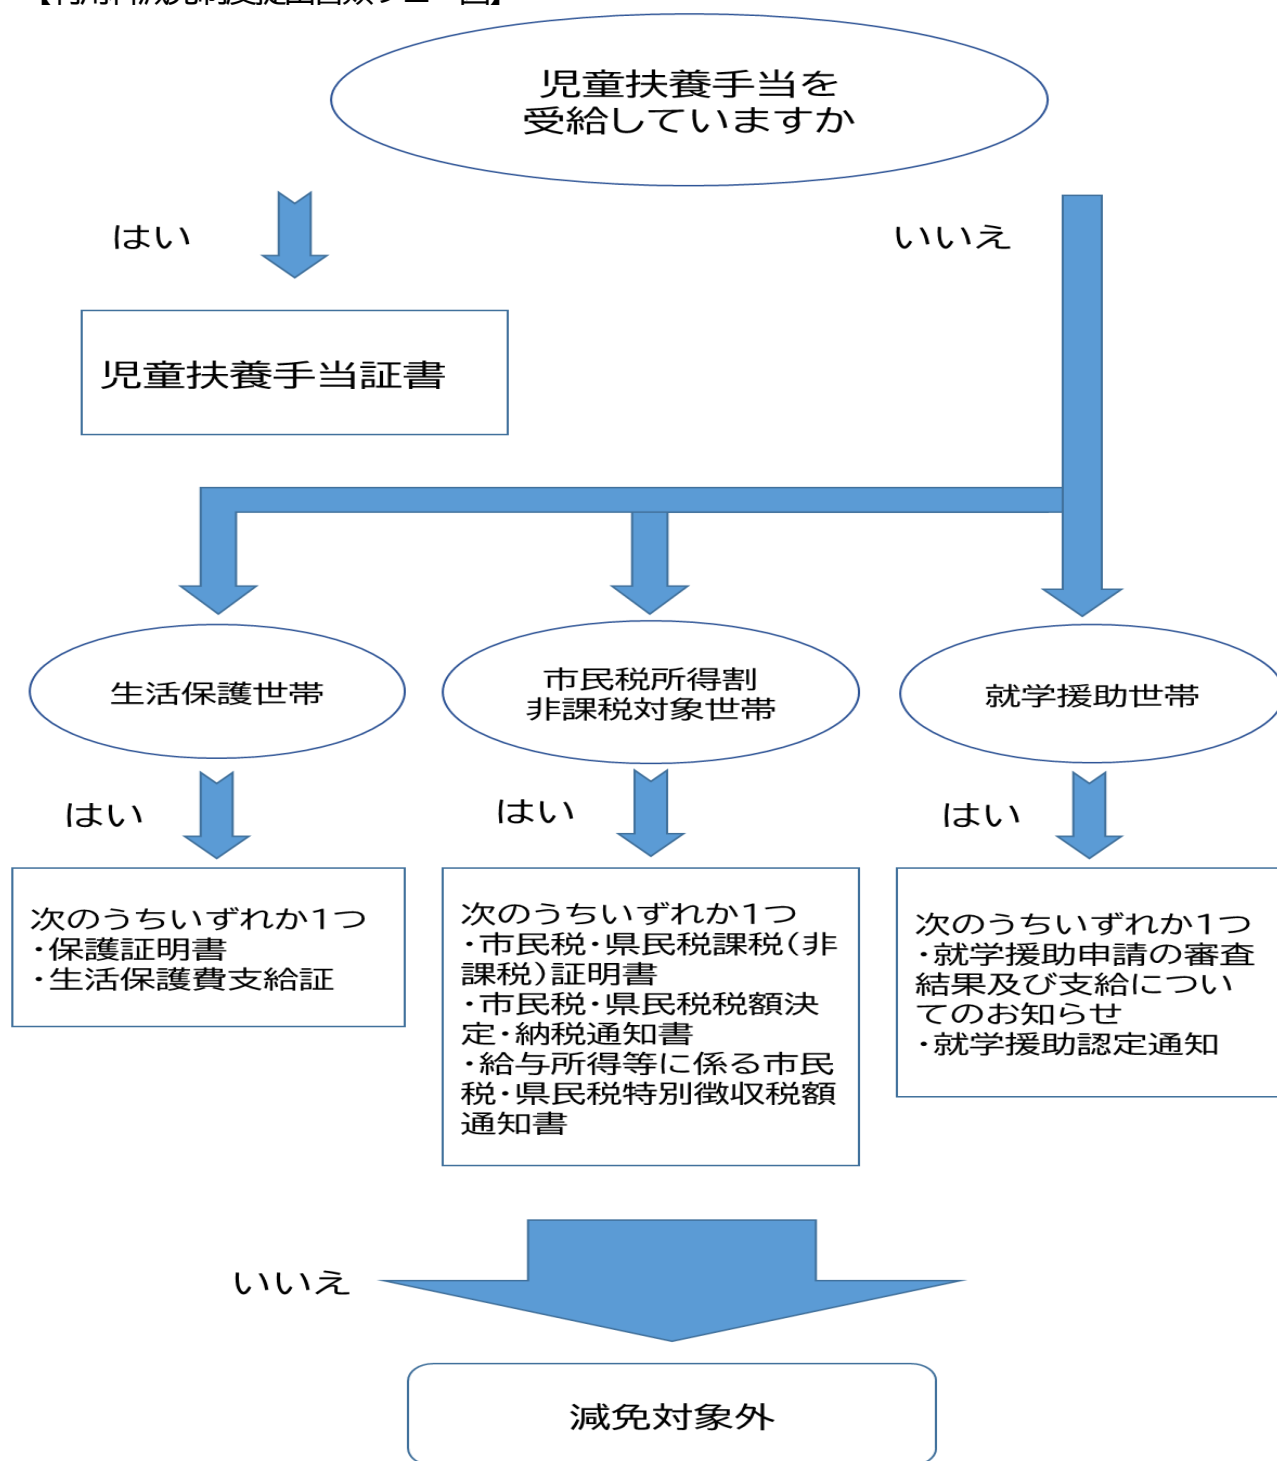 児童扶養手当を
受給していますか
はい
いいえ
児童扶養手当証書
生活保護世帯
市民税所得割
非課税対象世帯
就学援助世帯
はい
はい
はい
次のうちいずれか1つ
・保護証明書
・生活保護費支給証
次のうちいずれか1つ
・市民税・県民税課税(非
課税)証明書
・市民税・県民税税額決
定・納税通知書
・給与所得等に係る市民
税・県民税特別徴収税額
通知書
次のうちいずれか1つ
・就学援助申請の審査
結果及び支給につい
てのお知らせ
・就学援助認定通知
いいえ
減免対象外